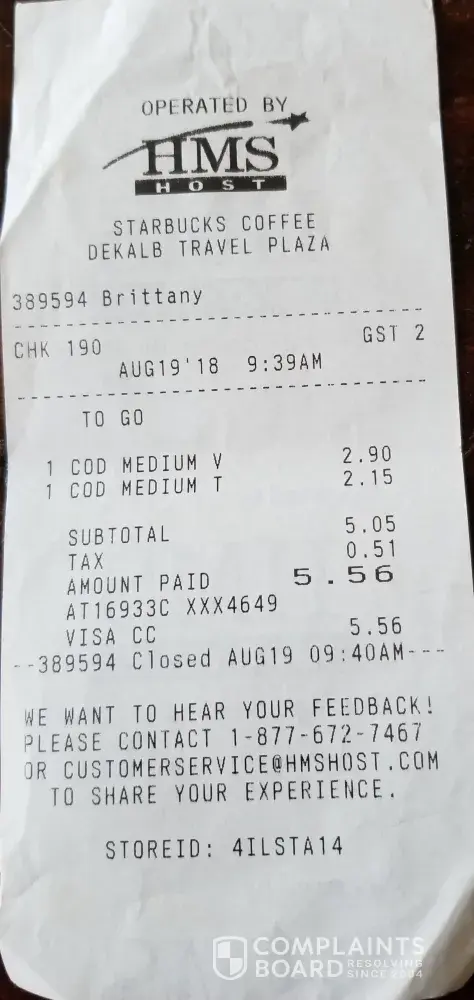 OPERATED BY
HMS
HOST
STARBUCKS COFFEE
DEKALB TRAVEL PLAZA
389594 Brittany
CHK 190 GST 2
AUG19'18 9:39AM
TO GO
1 COD MEDIUM V 2.90
1 COD MEDIUM T 2.15
SUBTOTAL 5.05
TAX 0.51
AMOUNT PAID 5.56
AT16933C XXX4649
VISA CC 5.56
--389594 Closed AUG19 09:40AM---
WE WANT TO HEAR YOUR FEEDBACK!
PLEASE CONTACT 1-877-672-7467
OR CUSTOMERSERVICE@HMSHOST.COM
TO SHARE YOUR EXPERIENCE.
STOREID: 4ILSTA14
COMPLAINTS
BOARD RESOLVING
SINCE 2004